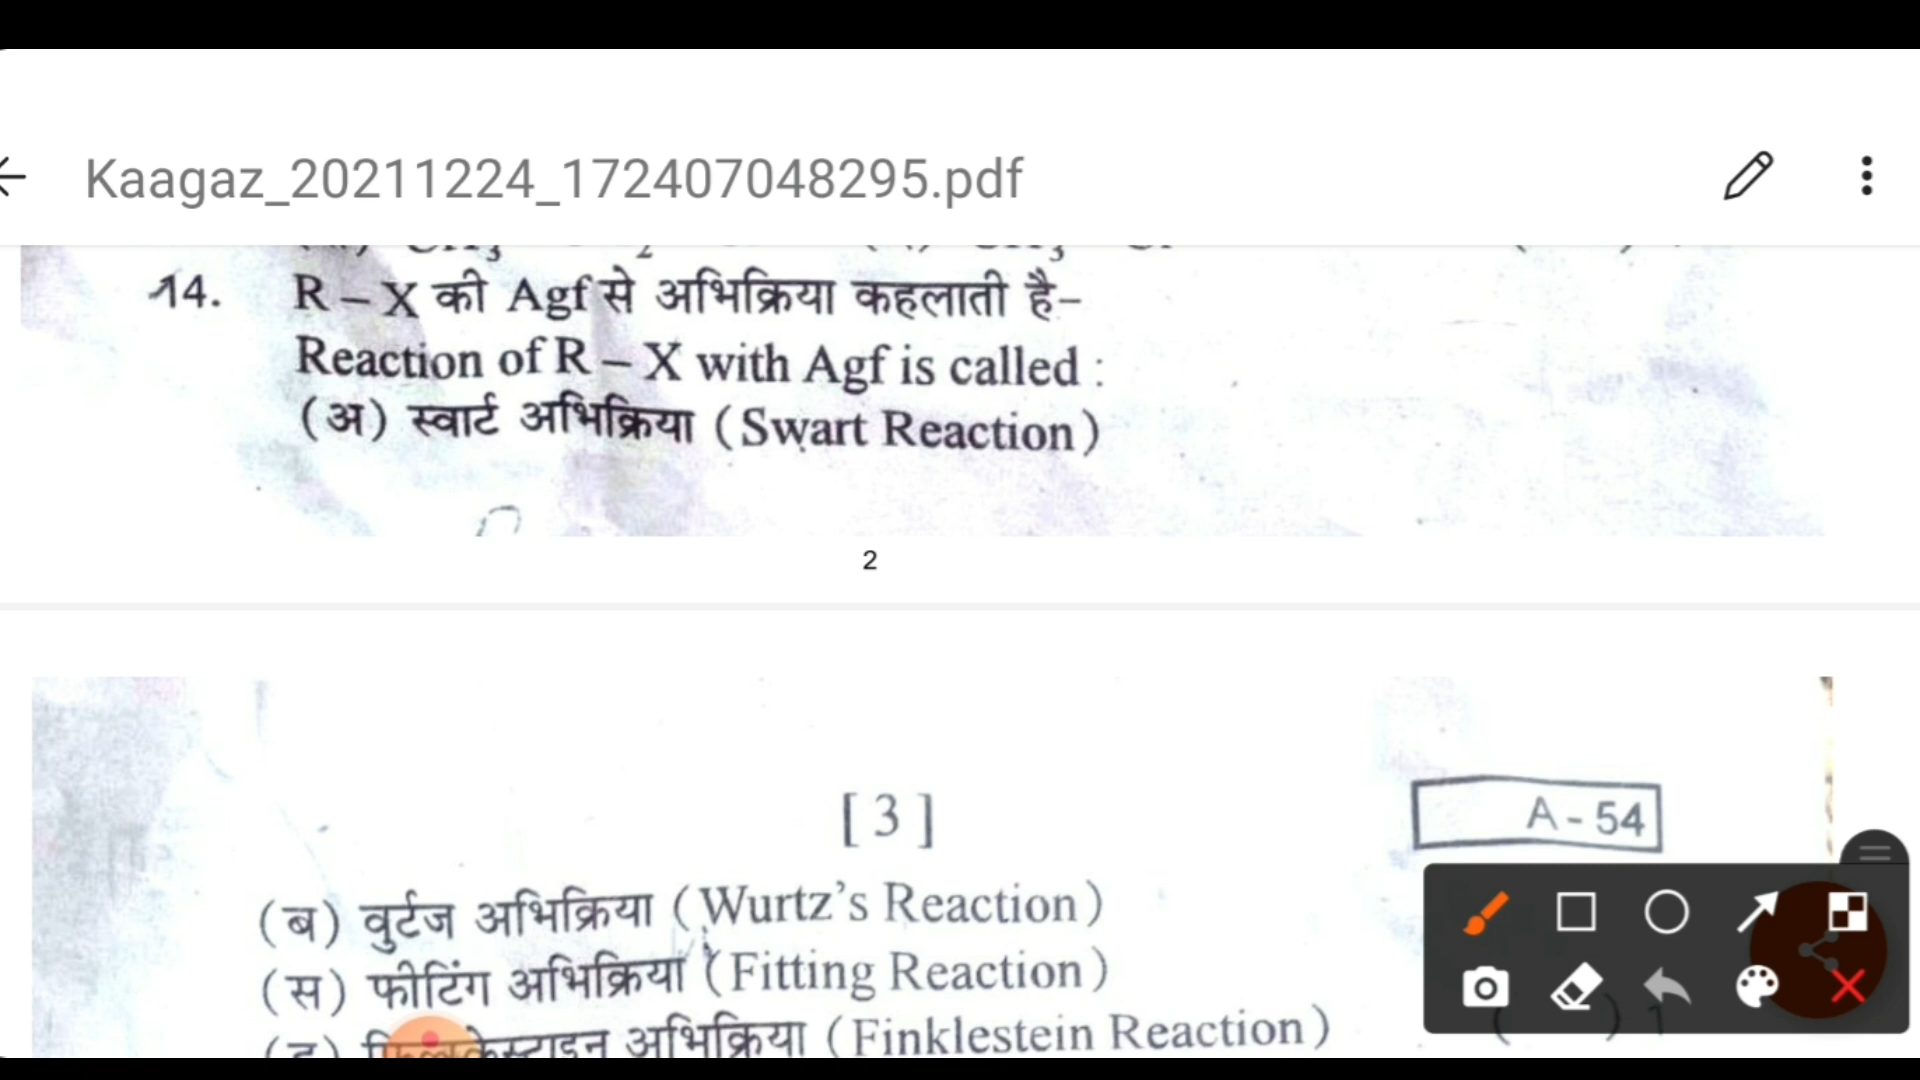 Kaagaz_20211224_172407048295.pdf
14. R – X की Agf से अभिक्रिया कहलाती है–
Reaction of R – X with Agf is called :
(अ) स्वार्ट अभिक्रिया (Swart Reaction)
2
[ 3 ]
A - 54
(ब) वुर्टज अभिक्रिया (Wurtz’s Reaction)
(स) फीटिंग अभिक्रिया (Fitting Reaction)
अभिक्रिया (Finklestein Reaction) ( ) 1